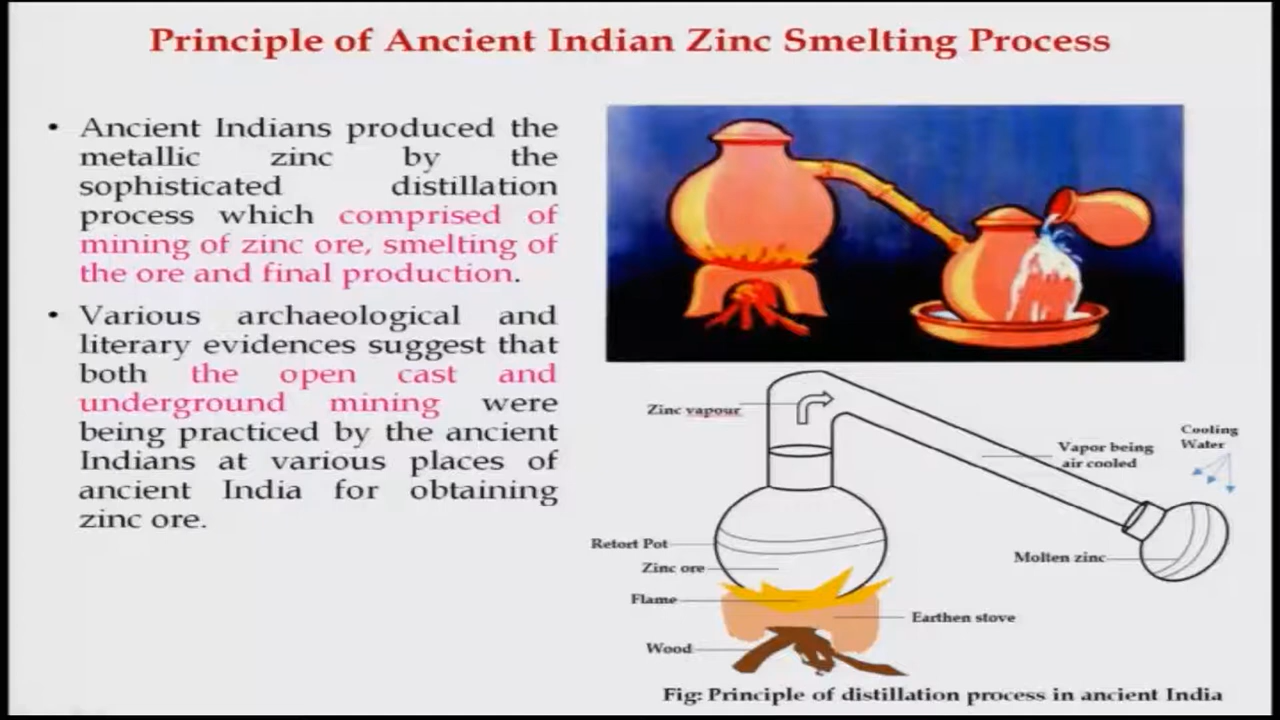 Principle of Ancient Indian Zinc Smelting Process
• Ancient Indians produced the
metallic zinc by the
sophisticated distillation
process which comprised of
mining of zinc ore, smelting of
the ore and final production.
• Various archaeological and
literary evidences suggest that
both the open cast and
underground mining were
being practiced by the ancient
Indians at various places of
ancient India for obtaining
zinc ore.
Zinc vapour
Vapor being
air cooled
Cooling
Water
Retort Pot
Zinc ore
Molten zinc
Flame
Earthen stove
Wood
Fig: Principle of distillation process in ancient India